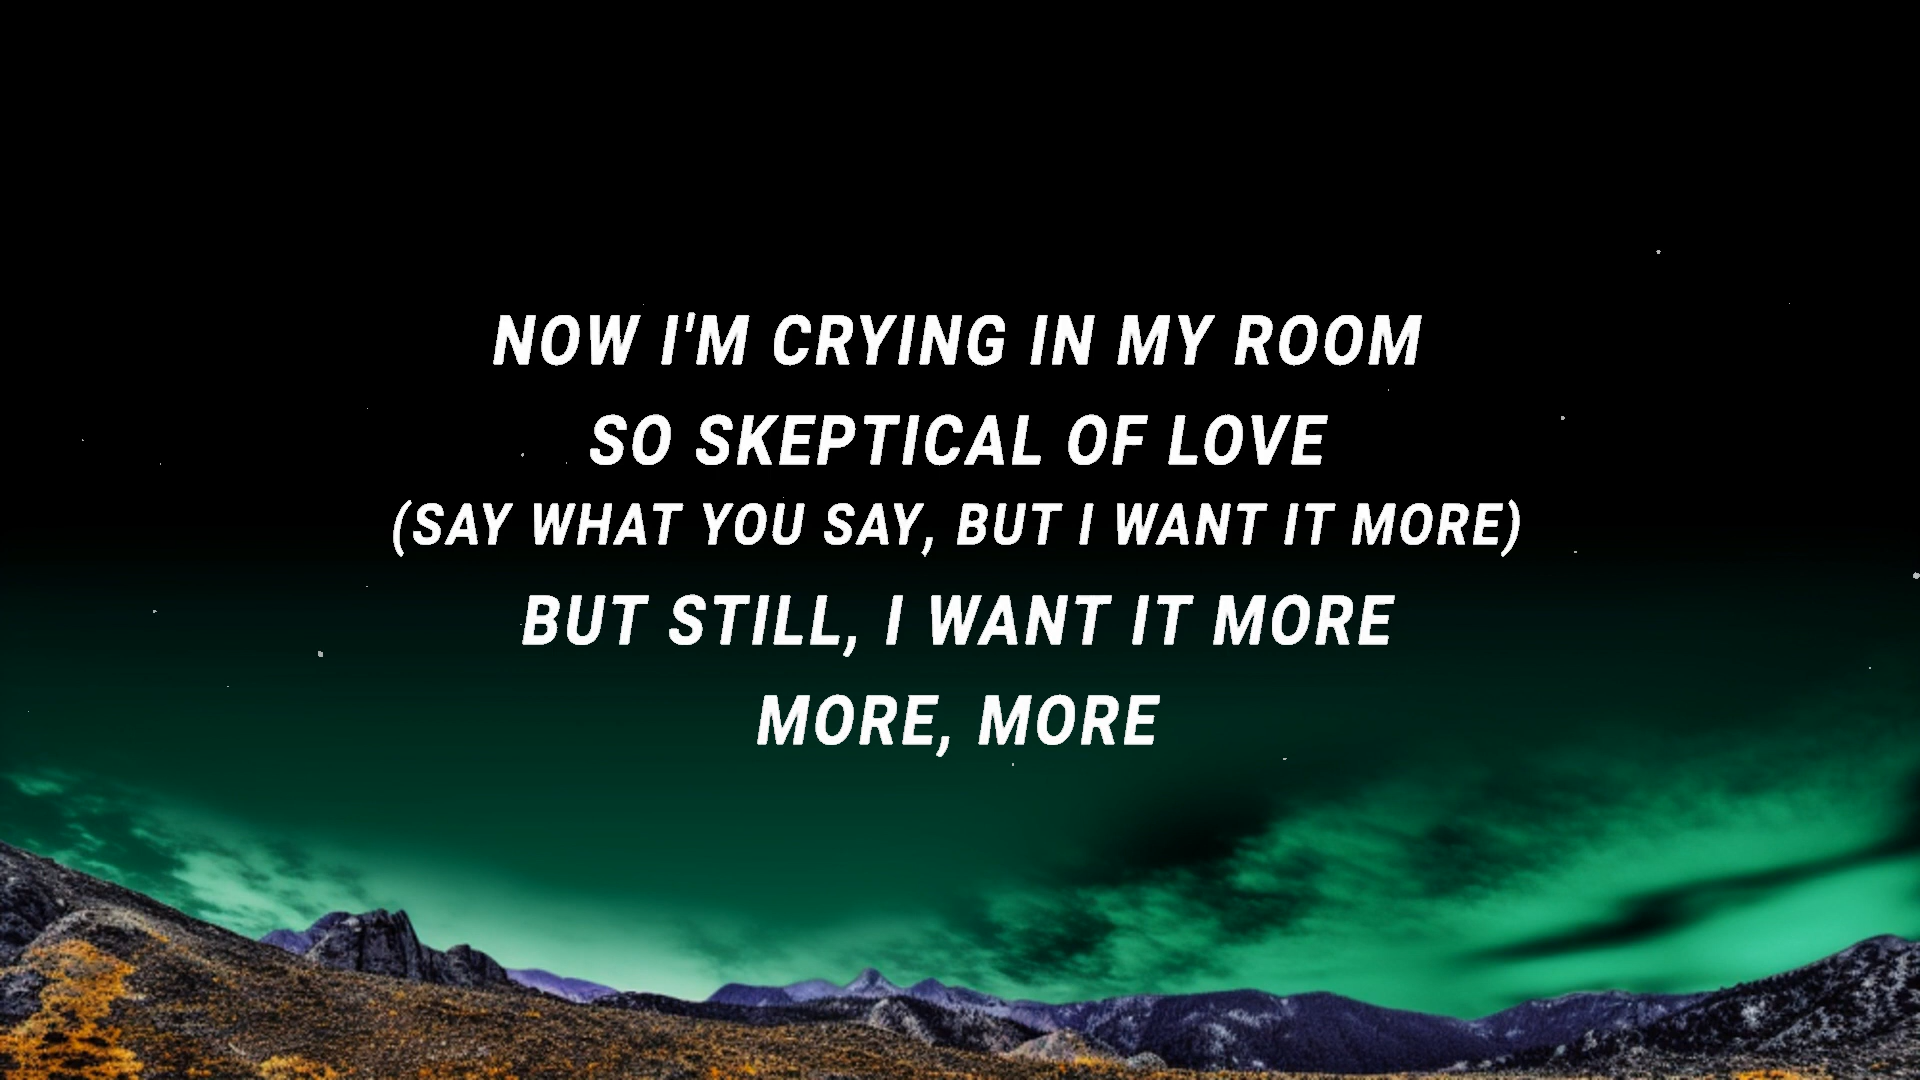 NOW I'M CRYING IN MY ROOM
SO SKEPTICAL OF LOVE
(SAY WHAT YOU SAY, BUT I WANT IT MORE)
BUT STILL, I WANT IT MORE
MORE, MORE